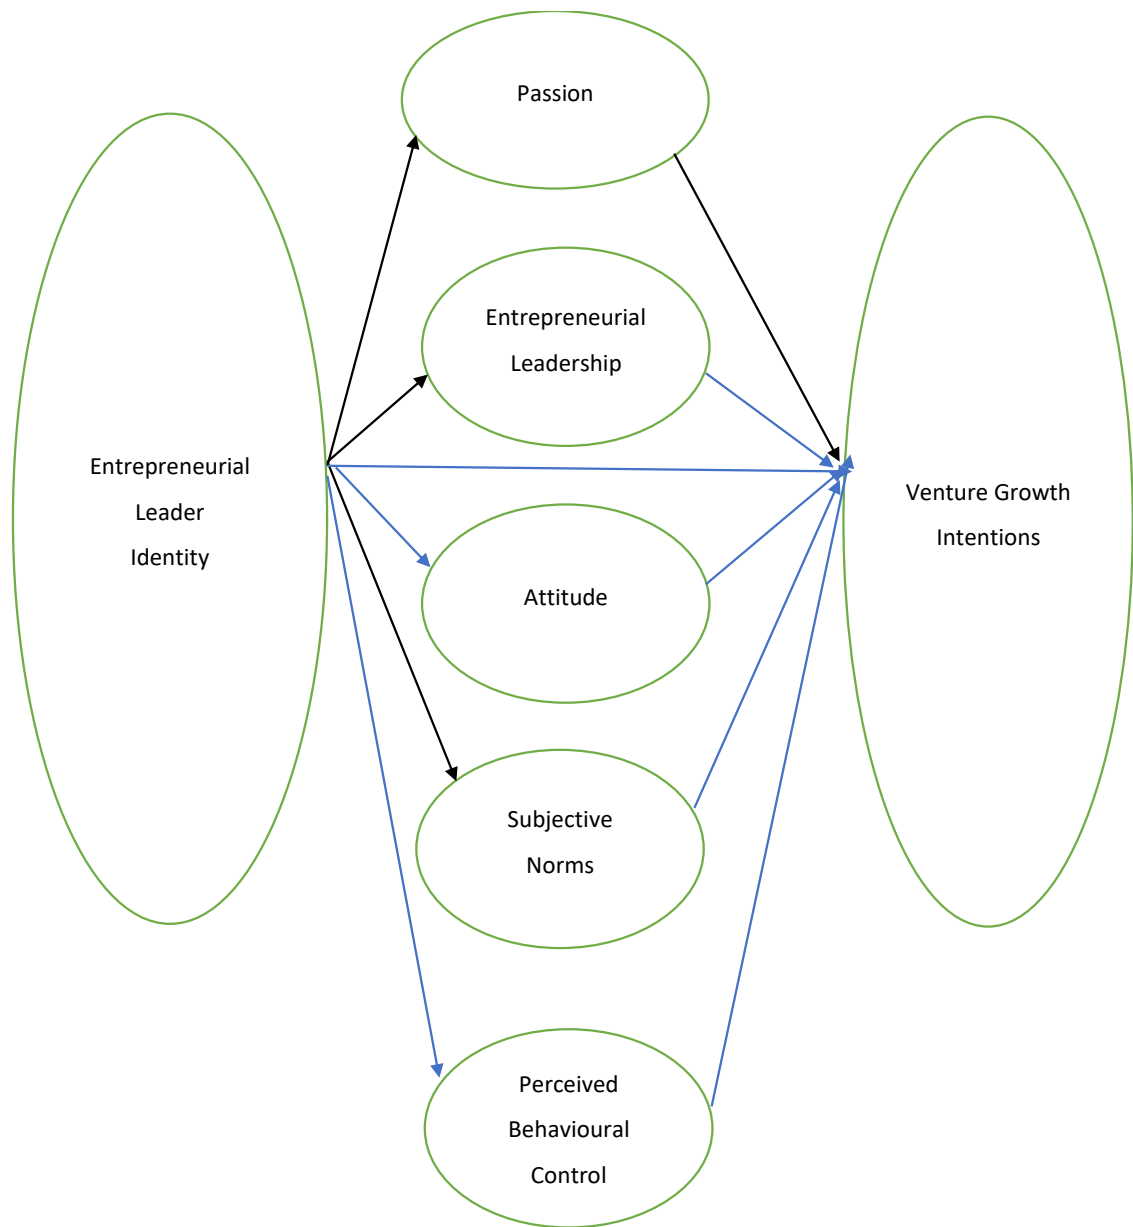 Passion
Entrepreneurial
Leadership
Entrepreneurial
Leader
Identity
Venture Growth
Intentions
Attitude
Subjective
Norms
Perceived
Behavioural
Control